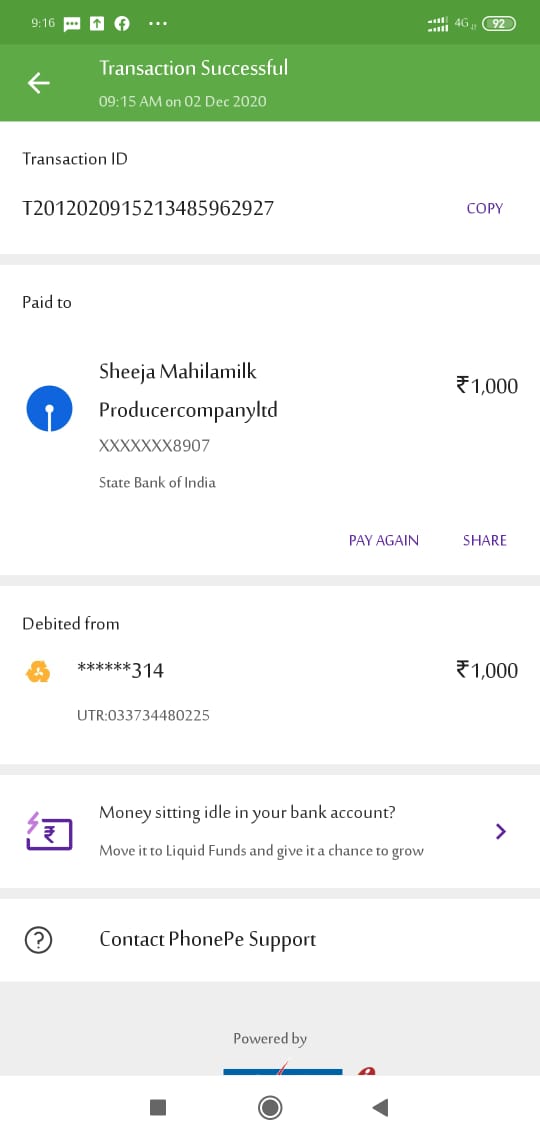 9:16
4G
92
Transaction Successful
09:15 AM on 02 Dec 2020
Transaction ID
T2012020915213485962927
COPY
Paid to
Sheeja Mahilamilk
Producercompanyltd
₹1,000
XXXXXXX8907
State Bank of India
PAY AGAIN
SHARE
Debited from
******314
₹1,000
UTR:033734480225
Money sitting idle in your bank account?
Move it to Liquid Funds and give it a chance to grow
Contact PhonePe Support
Powered by